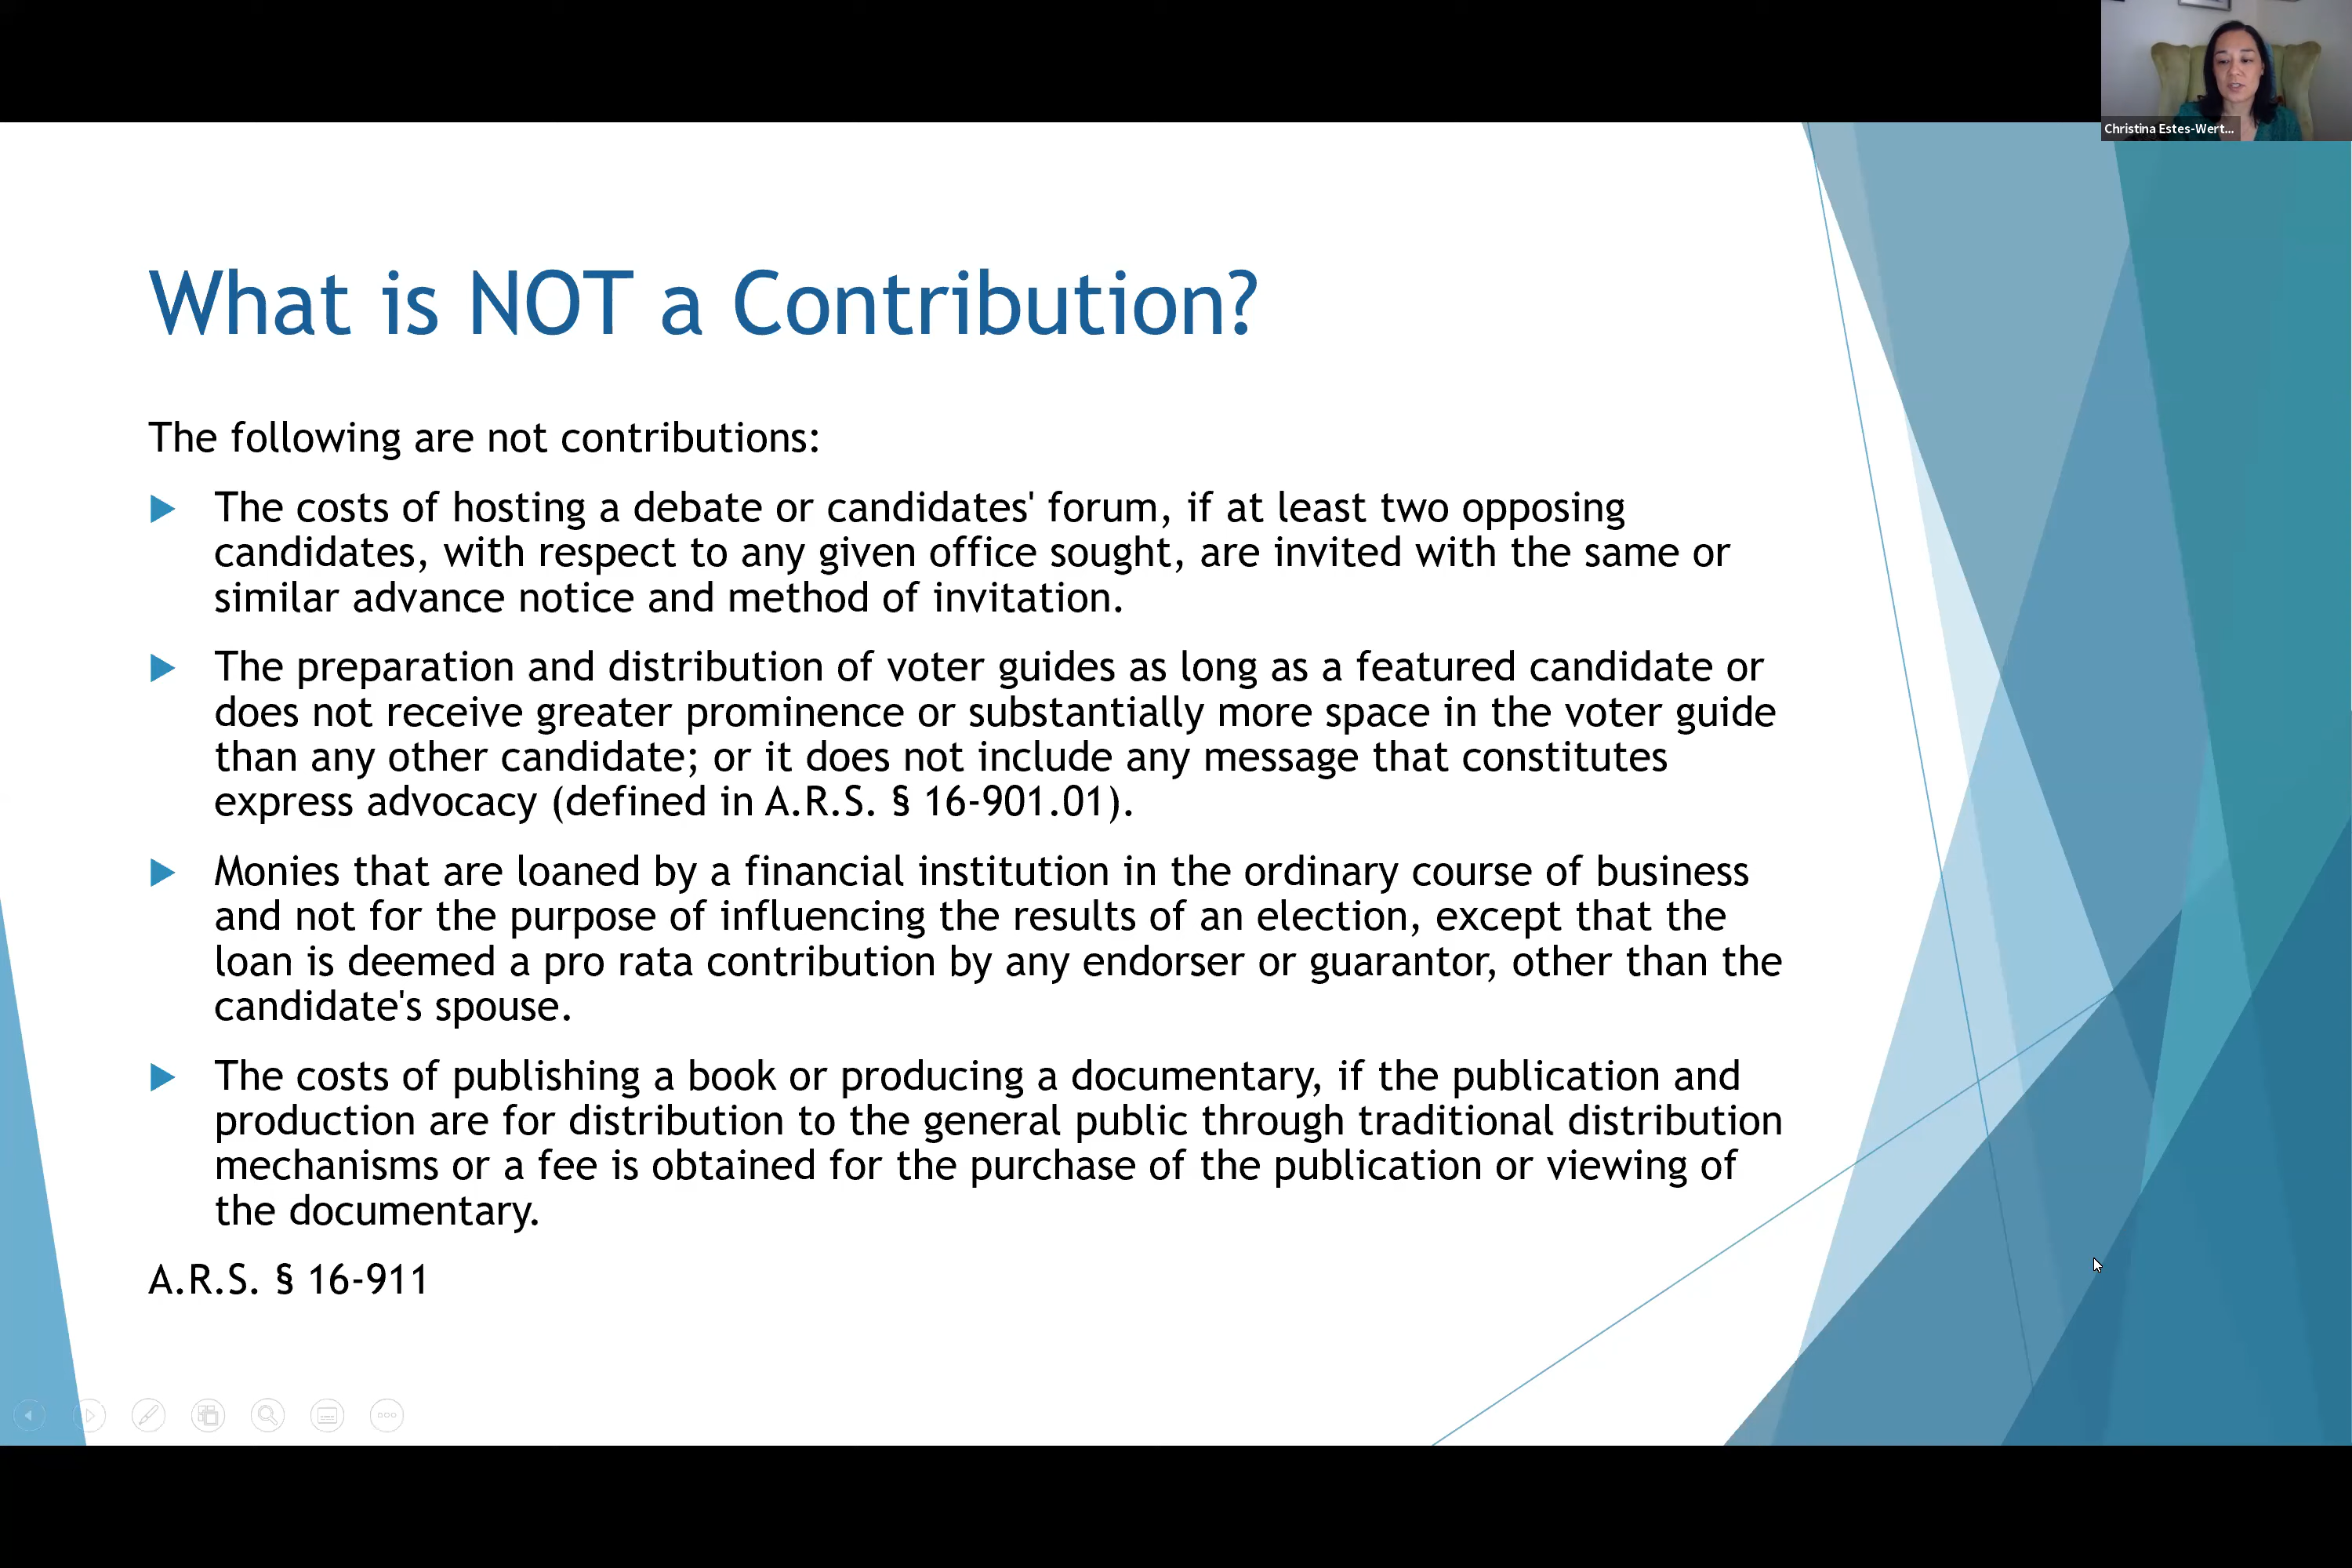 Christina Estes-Wert...
What is NOT a Contribution?
The following are not contributions:
The costs of hosting a debate or candidates' forum, if at least two opposing
candidates, with respect to any given office sought, are invited with the same or
similar advance notice and method of invitation.
The preparation and distribution of voter guides as long as a featured candidate or
does not receive greater prominence or substantially more space in the voter guide
than any other candidate; or it does not include any message that constitutes
express advocacy (defined in A.R.S. § 16-901.01).
Monies that are loaned by a financial institution in the ordinary course of business
and not for the purpose of influencing the results of an election, except that the
loan is deemed a pro rata contribution by any endorser or guarantor, other than the
candidate's spouse.
The costs of publishing a book or producing a documentary, if the publication and
production are for distribution to the general public through traditional distribution
mechanisms or a fee is obtained for the purchase of the publication or viewing of
the documentary.
A.R.S. § 16-911